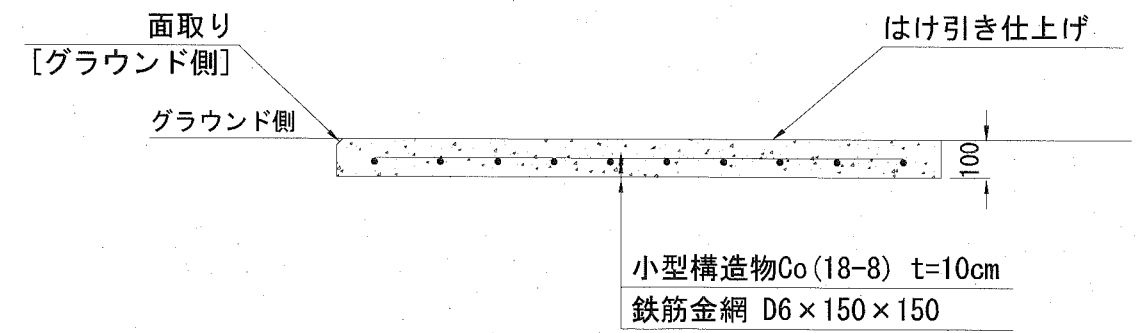 面取り
[グラウンド側]
はけ引き仕上げ
グラウンド側
100
小型構造物Co(18-8) t=10cm
鉄筋金網 D6×150×150